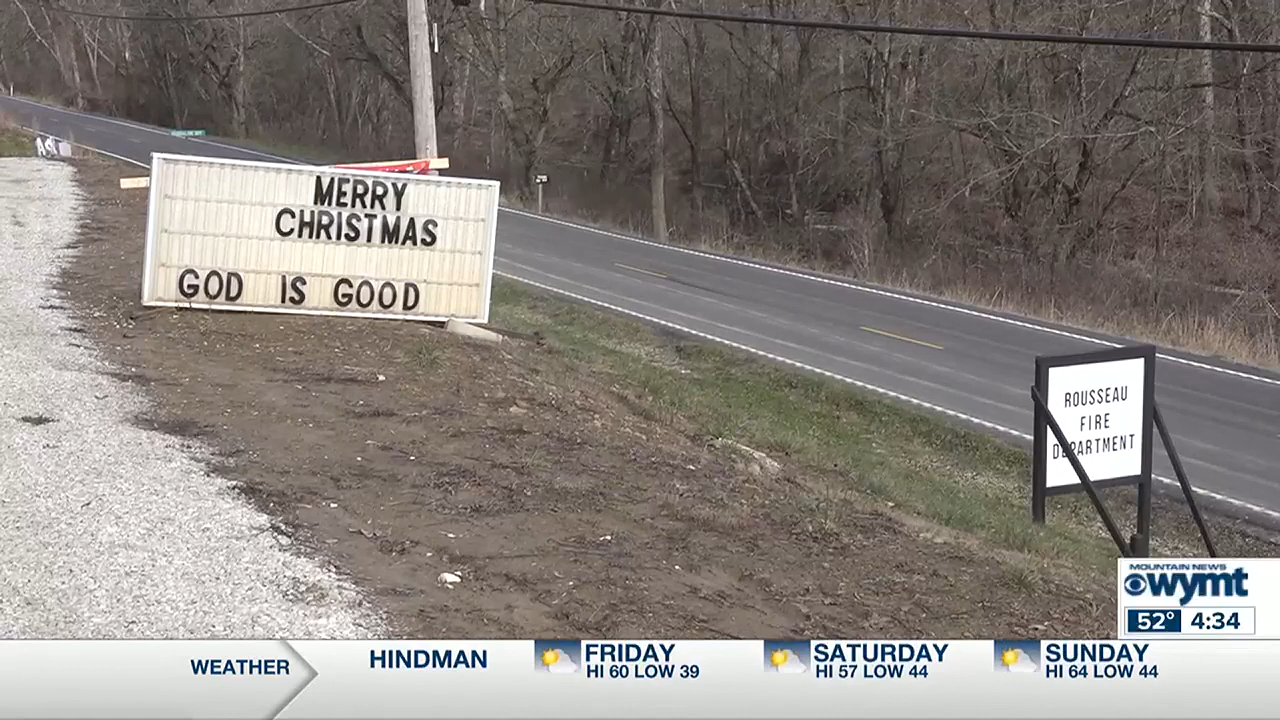 MERRY
CHRISTMAS
GOD IS GOOD
ROUSSEAU
FIRE
DEPARTMENT
MOUNTAIN NEWS
wymt
52° 4:34
WEATHER
HINDMAN
FRIDAY
HI 60 LOW 39
SATURDAY
HI 57 LOW 44
SUNDAY
HI 64 LOW 44